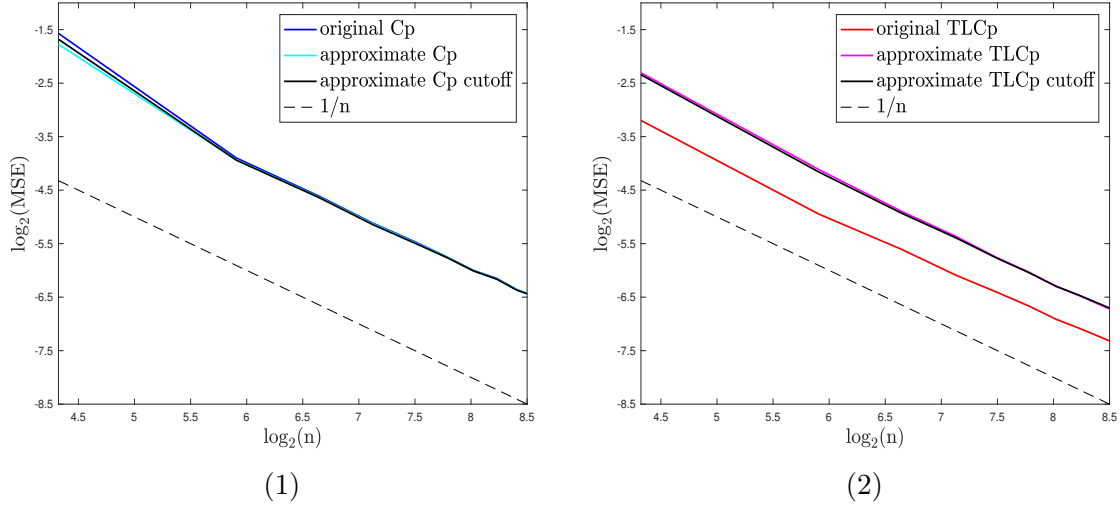 original Cp
approximate Cp
approximate Cp cutoff
1/n
-1.5
-2.5
-3.5
-4.5
-5.5
-6.5
-7.5
-8.5
log₂(MSE)
4.5 5 5.5 6 6.5 7 7.5 8 8.5
log₂(n)
(1)
original TLCp
approximate TLCp
approximate TLCp cutoff
1/n
-1.5
-2.5
-3.5
-4.5
-5.5
-6.5
-7.5
-8.5
log₂(MSE)
4.5 5 5.5 6 6.5 7 7.5 8 8.5
log₂(n)
(2)